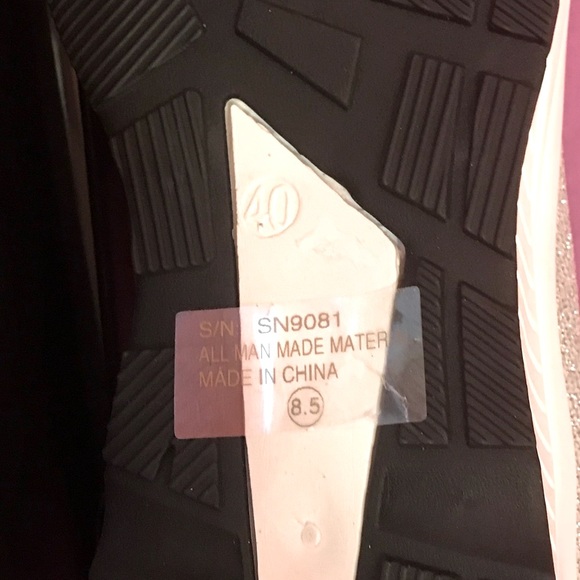 40
S/N: SN9081
ALL MAN MADE MATER
MADE IN CHINA
8.5